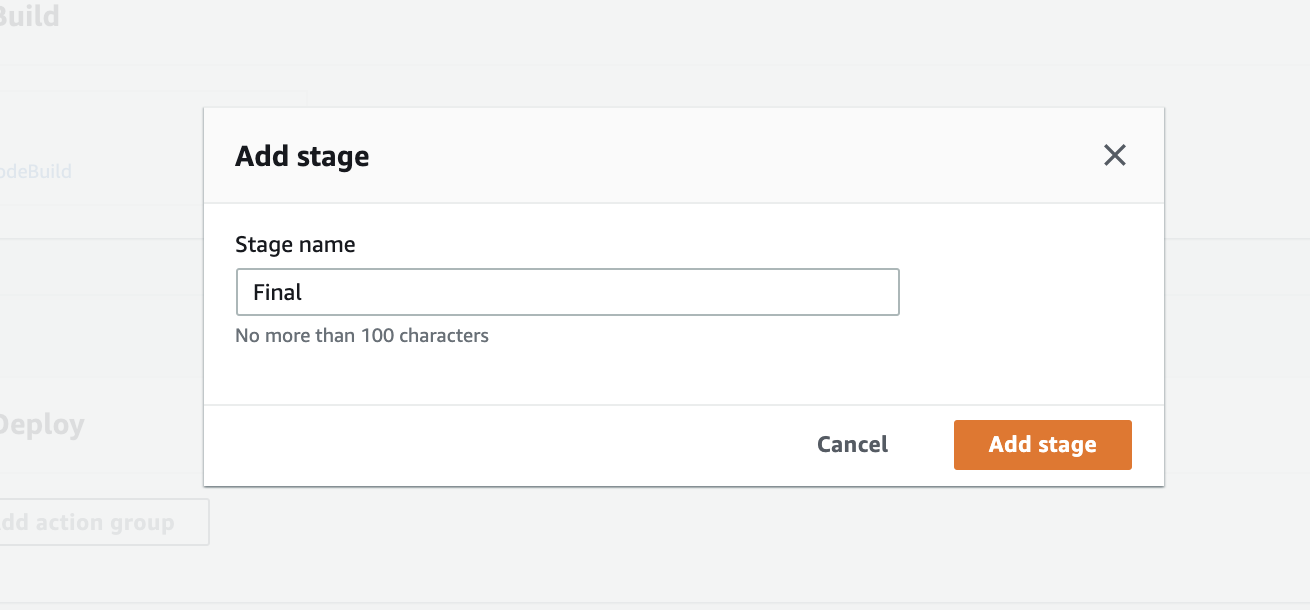 Build
odeBuild
Add stage
Stage name
Final
No more than 100 characters
Cancel
Add stage
Deploy
dd action group